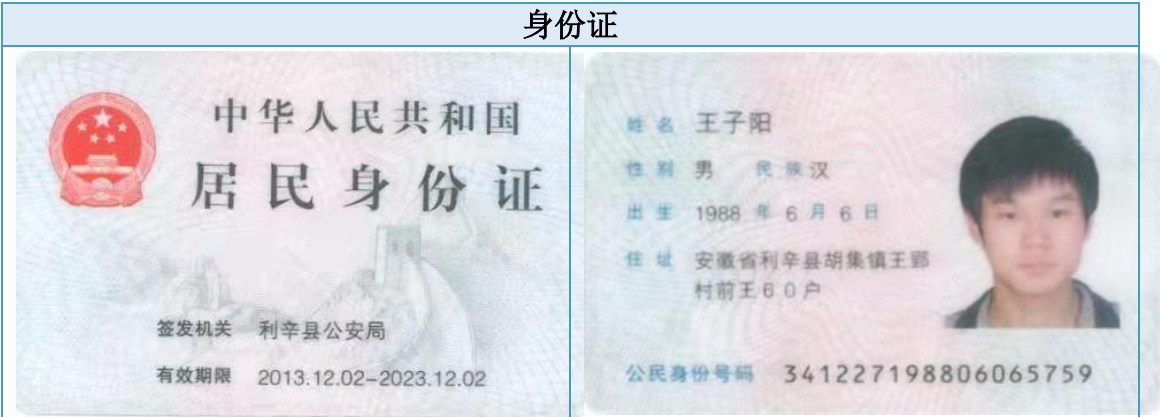 身份证
中华人民共和国
居民身份证
签发机关 利辛县公安局
有效期限 2013.12.02-2023.12.02
姓名 王子阳
性别 男 民族 汉
出生 1988 年 6 月 6 日
住址 安徽省利辛县胡集镇王郢
村前王60户
公民身份号码 341227198806065759